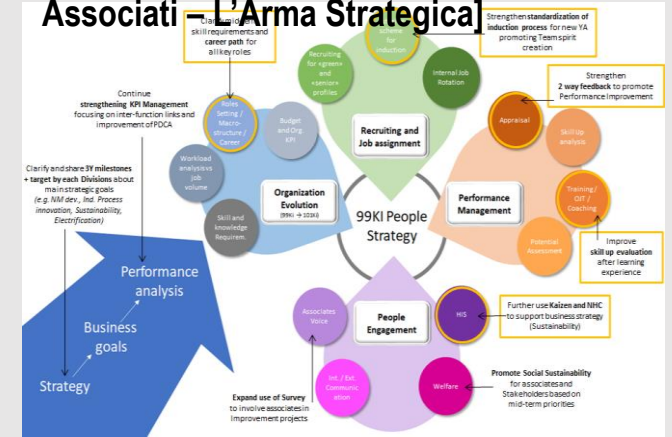 Associati – L'Arma Strategica]
Clarify mid-term
skill requirements and
career path for
all key roles
scheme
for
induction
Strengthen standardization of
induction process for new YA
promoting Team spirit
creation
Recruiting
for «green»
and
«senior»
profiles
Internal Job
Rotation
Continue
strengthening KPI Management
focusing on inter-function links and
improvement of PDCA
Strengthen
2 way feedback to promote
Performance Improvement
Roles
Setting /
Macro-
structure /
Career
Budget
and Org.
KPI
Recruiting and
Job assignment
Appraisal
Skill Up
analysis
Clarify and share 3Y milestones
+ target by each Divisions about
main strategic goals
(e.g. NM dev., Ind. Process
innovation, Sustainability,
Electrification)
Workload
analysis vs
job
volume
Organization
Evolution
(99Ki → 101Ki)
99KI People
Strategy
Performance
Management
Training /
OJT /
Coaching
Skill and
knowledge
Requirem.
Potential
Assessment
Improve
skill up evaluation
after learning
experience
Performance
analysis
Business
goals
Strategy
Associates
Voice
People
Engagement
HIS
Further use Kaizen and NHC
to support business strategy
(Sustainability)
Int. / Ext.
Communic
ation
Welfare
Promote Social Sustainability
for associates and
Stakeholders based on
mid-term priorities
Expand use of Survey
to involve associates in
Improvement projects